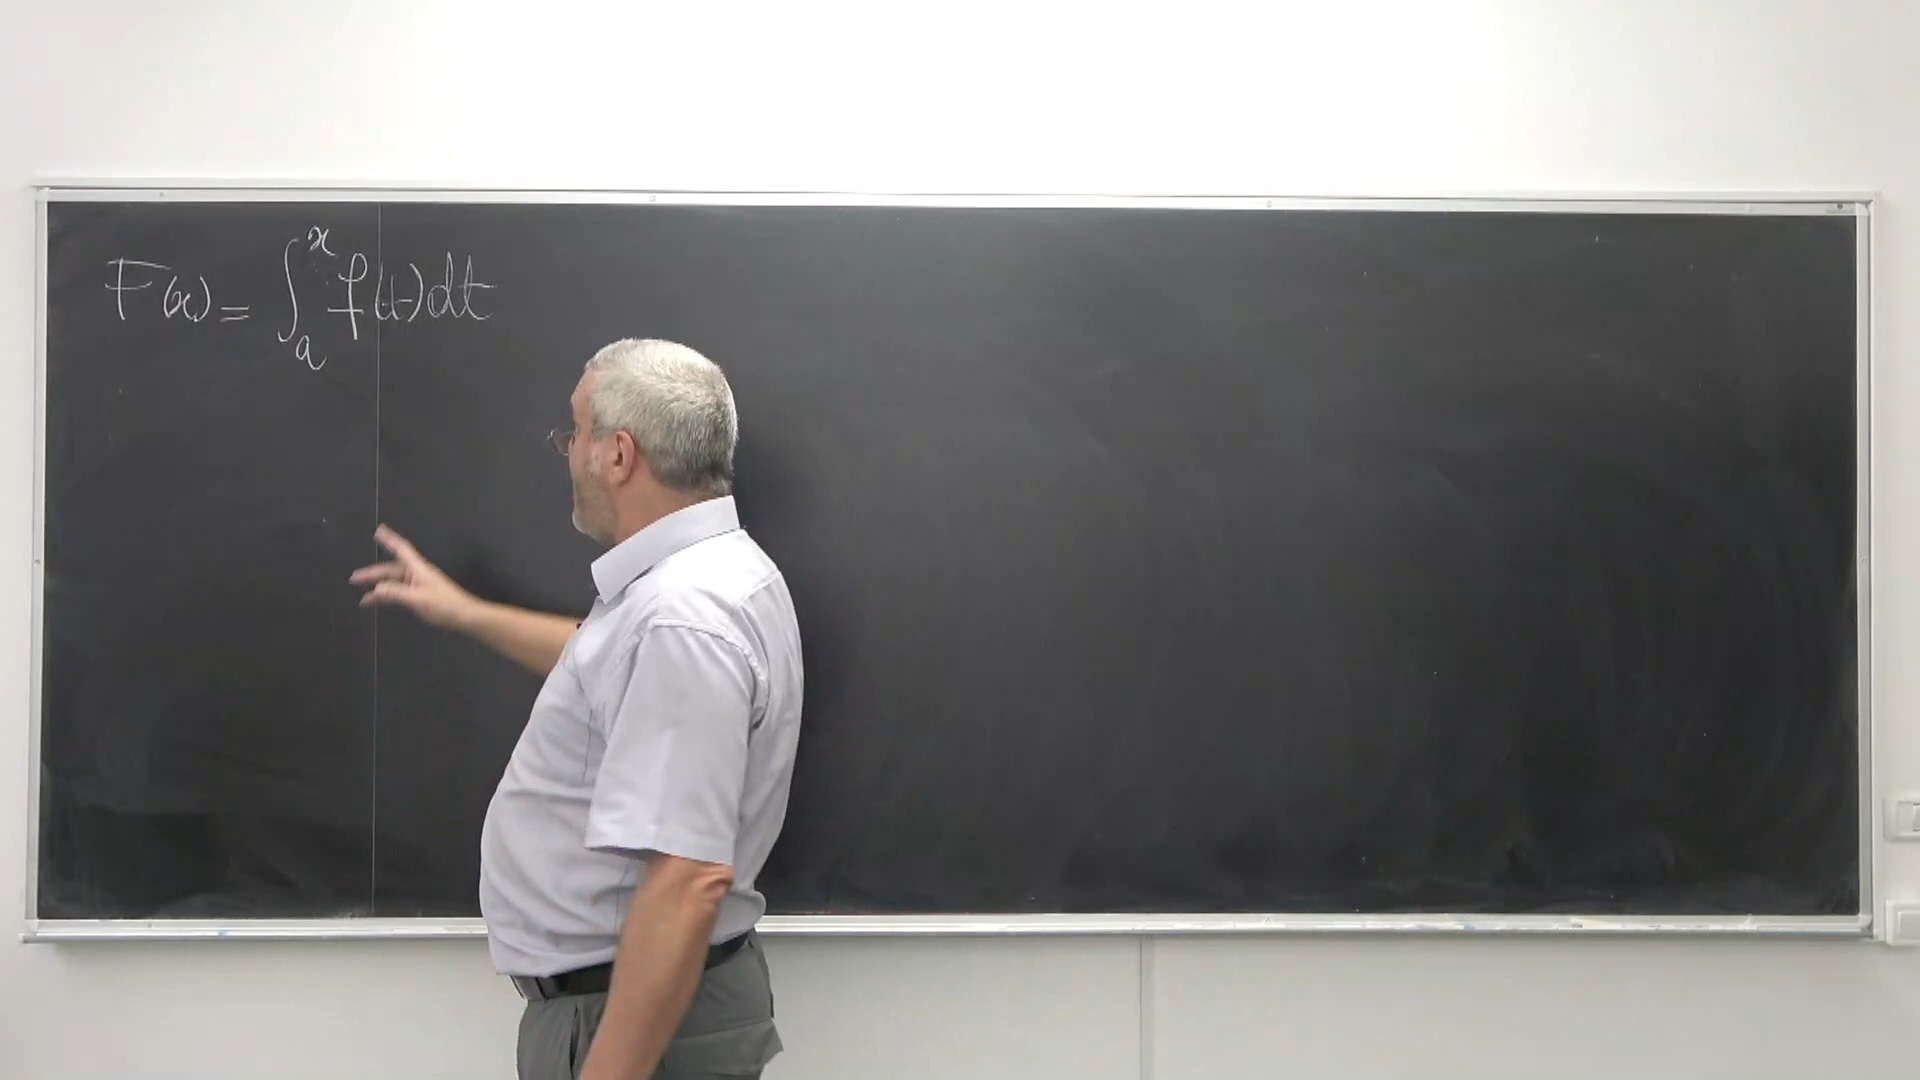 F(x) = ∫_a^x f(t)dt